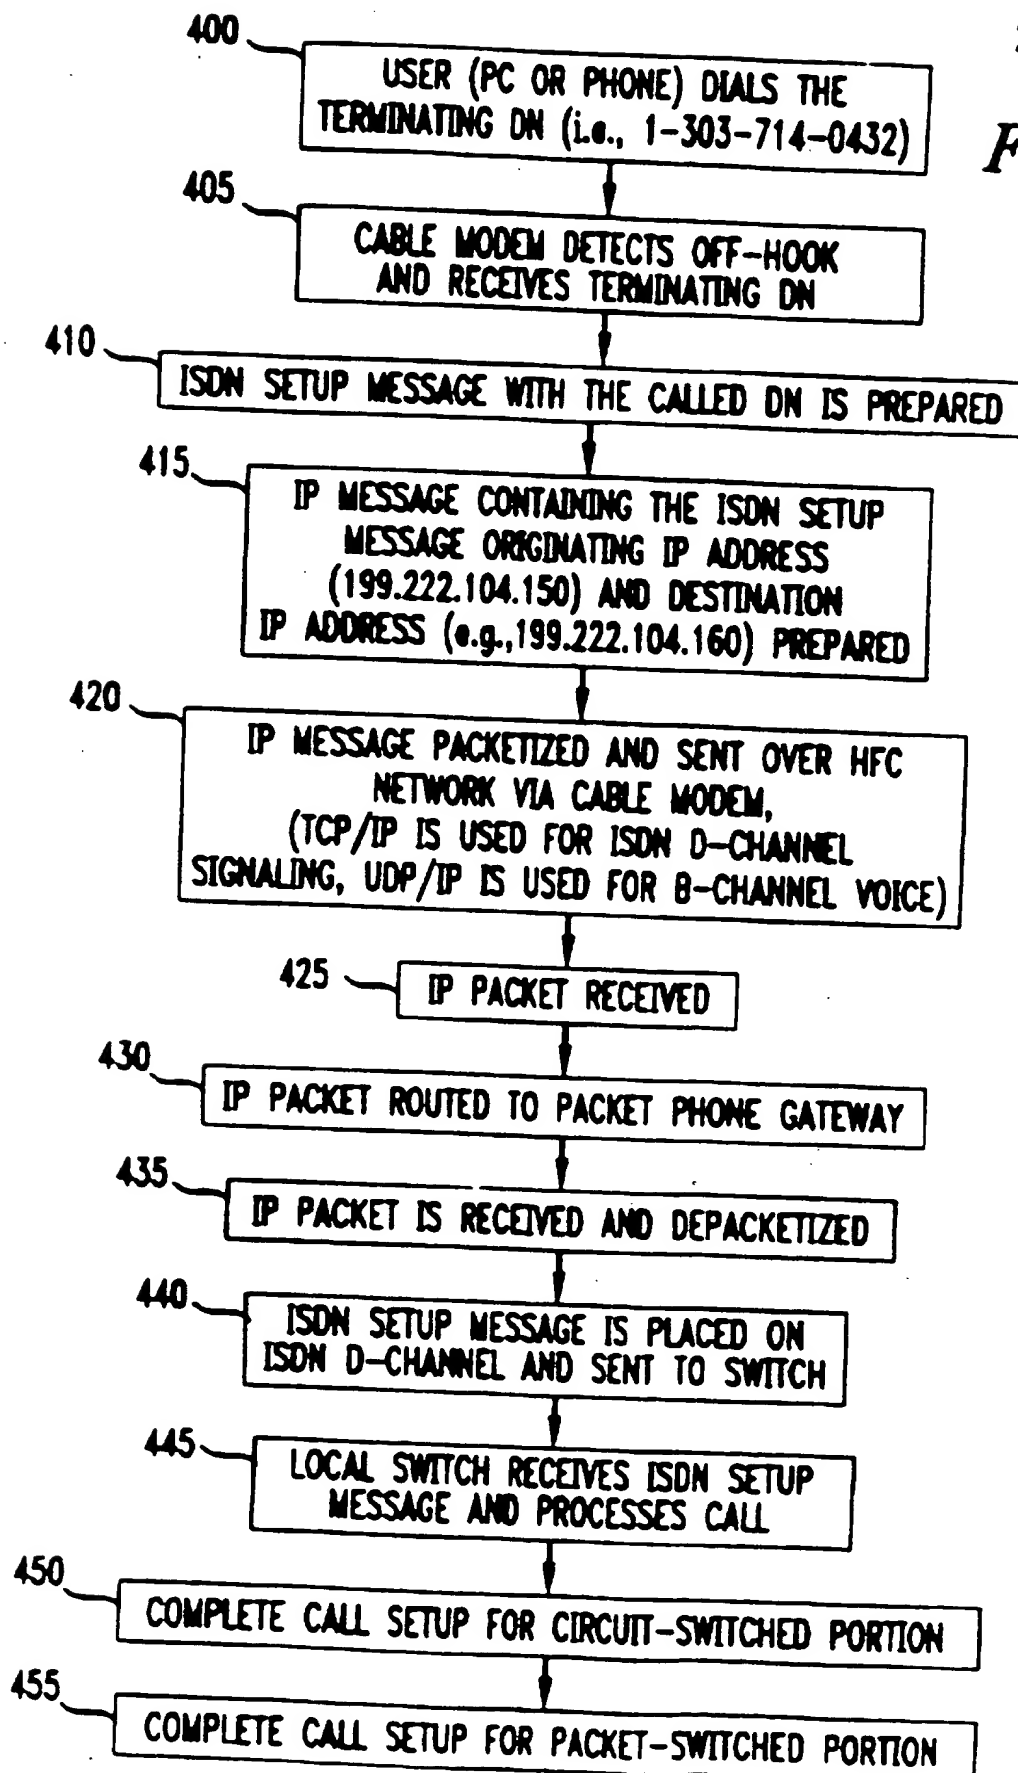 400
USER (PC OR PHONE) DIALS THE
TERMINATING DN (i.e., 1-303-714-0432)
F
405
CABLE MODEM DETECTS OFF-HOOK
AND RECEIVES TERMINATING DN
410
ISDN SETUP MESSAGE WITH THE CALLED DN IS PREPARED
415
IP MESSAGE CONTAINING THE ISDN SETUP
MESSAGE ORIGINATING IP ADDRESS
(199.222.104.150) AND DESTINATION
IP ADDRESS (e.g.,199.222.104.160) PREPARED
420
IP MESSAGE PACKETIZED AND SENT OVER HFC
NETWORK VIA CABLE MODEM,
(TCP/IP IS USED FOR ISDN D-CHANNEL
SIGNALING, UDP/IP IS USED FOR B-CHANNEL VOICE)
425
IP PACKET RECEIVED
430
IP PACKET ROUTED TO PACKET PHONE GATEWAY
435
IP PACKET IS RECEIVED AND DEPACKETIZED
440
ISDN SETUP MESSAGE IS PLACED ON
ISDN D-CHANNEL AND SENT TO SWITCH
445
LOCAL SWITCH RECEIVES ISDN SETUP
MESSAGE AND PROCESSES CALL
450
COMPLETE CALL SETUP FOR CIRCUIT-SWITCHED PORTION
455
COMPLETE CALL SETUP FOR PACKET-SWITCHED PORTION